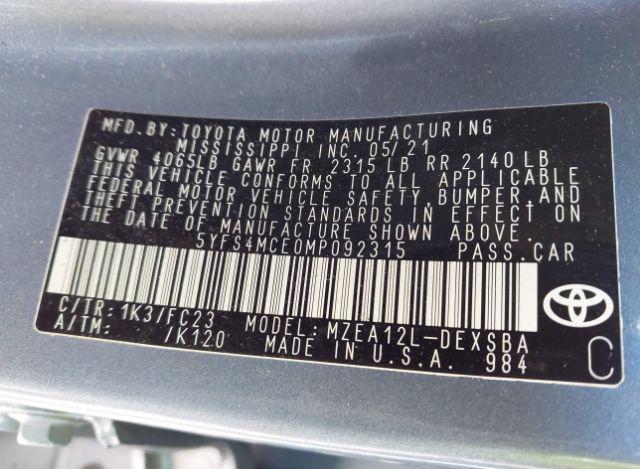 MFD.BY:TOYOTA MOTOR MANUFACTURING
MISSISSIPPI INC. 05/21
GVWR 4065LB GAWR FR 2315 LB RR 2140 LB
THIS VEHICLE CONFORMS TO ALL APPLICABLE
FEDERAL MOTOR VEHICLE SAFETY,BUMPER,AND
THEFT PREVENTION STANDARDS IN EFFECT ON
THE DATE OF MANUFACTURE SHOWN ABOVE.
5YFS4MCE0MP092315 PASS.CAR
C/TR: 1K3/FC23 MODEL: MZEA12L-DEXSBA
A/TM: /K120 MADE IN U.S.A. 984
C